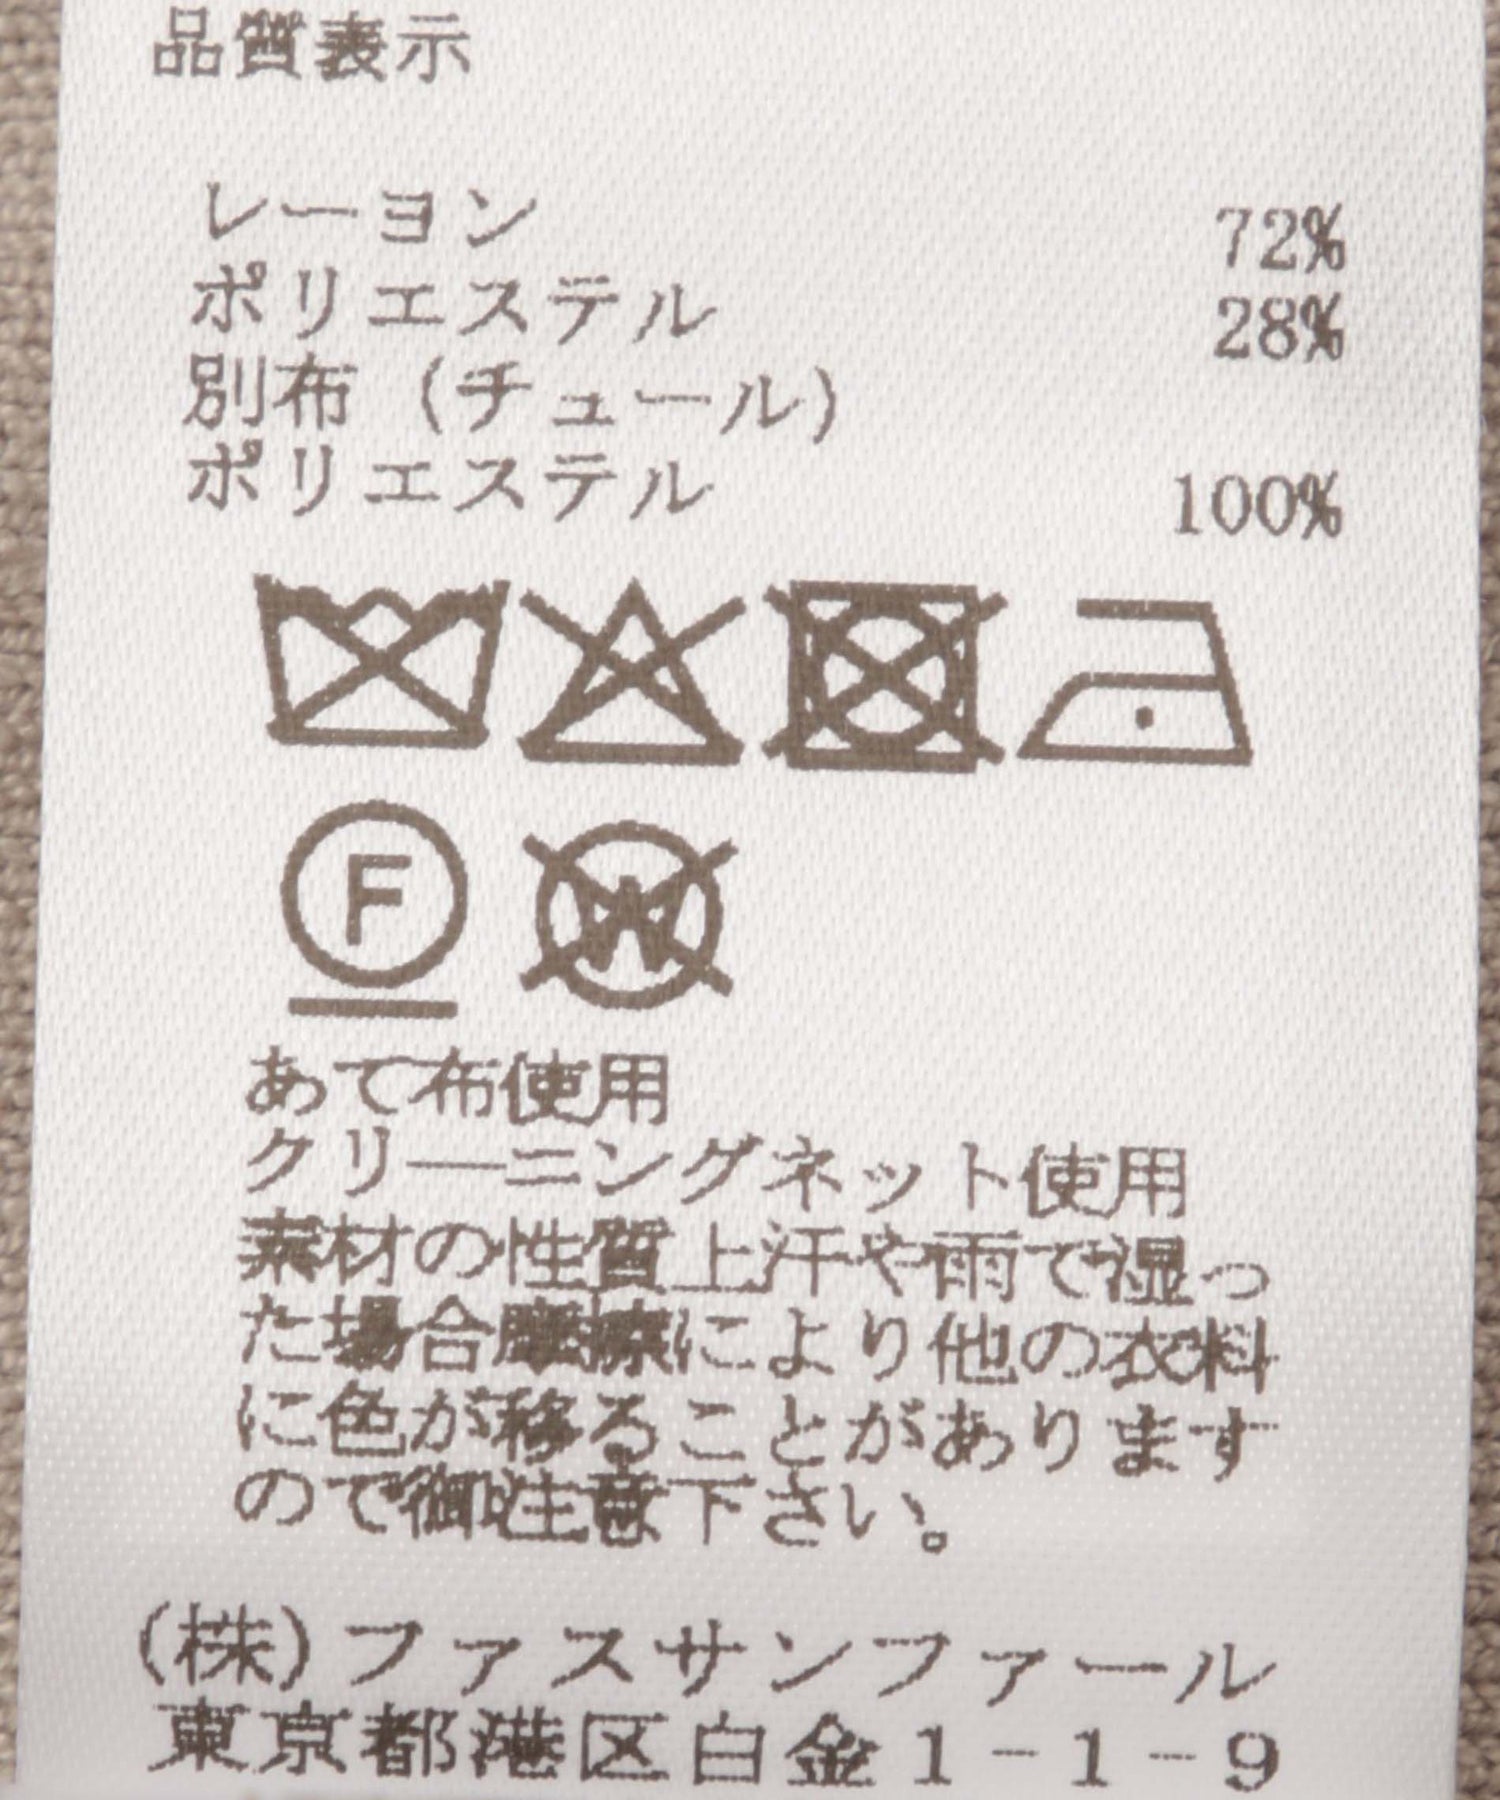 品質表示
レーヨン 72%
ポリエステル 28%
別布 (チュール)
ポリエステル 100%
F W
あて布使用
クリーニングネット使用
素材の性質上汗や雨で湿っ
た場合摩擦により他の衣料
に色が移ることがあります
ので御注意下さい。
(株)ファスサンファール
東京都港区白金1-1-9